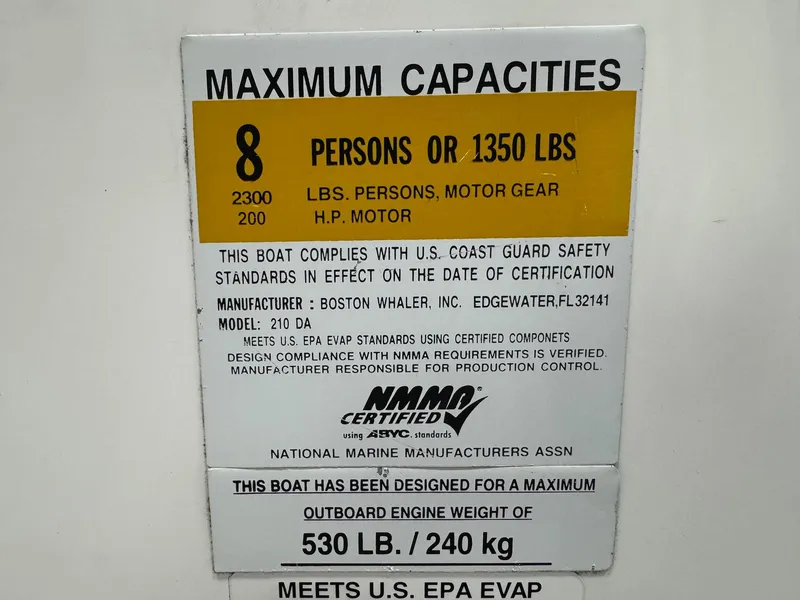 MAXIMUM CAPACITIES
8 PERSONS OR 1350 LBS
2300 LBS. PERSONS, MOTOR GEAR
200 H.P. MOTOR
THIS BOAT COMPLIES WITH U.S. COAST GUARD SAFETY
STANDARDS IN EFFECT ON THE DATE OF CERTIFICATION
MANUFACTURER : BOSTON WHALER, INC. EDGEWATER,FL32141
MODEL: 210 DA
MEETS U.S. EPA EVAP STANDARDS USING CERTIFIED COMPONETS
DESIGN COMPLIANCE WITH NMMA REQUIREMENTS IS VERIFIED.
MANUFACTURER RESPONSIBLE FOR PRODUCTION CONTROL.
NMMA®
CERTIFIED
using ABYC. standards
NATIONAL MARINE MANUFACTURERS ASSN
THIS BOAT HAS BEEN DESIGNED FOR A MAXIMUM
OUTBOARD ENGINE WEIGHT OF
530 LB. / 240 kg
MEETS U.S. EPA EVAP